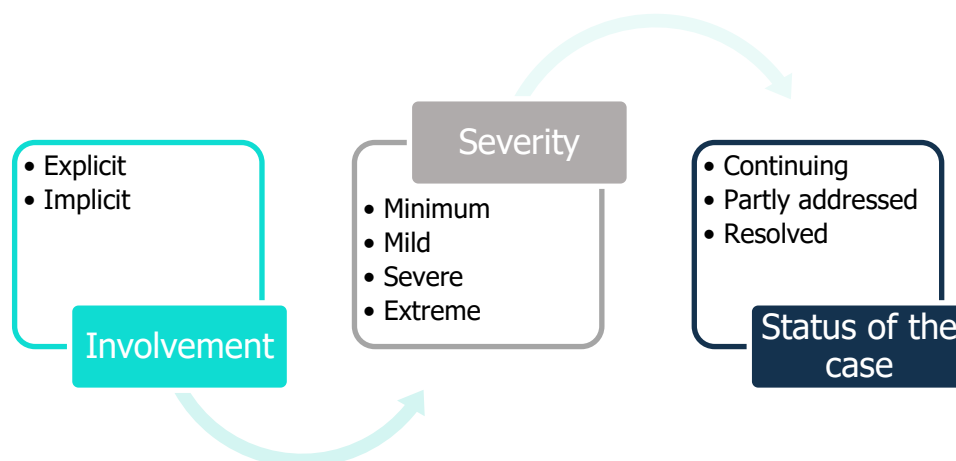 • Explicit
• Implicit
Involvement
Severity
• Minimum
• Mild
• Severe
• Extreme
• Continuing
• Partly addressed
• Resolved
Status of the
case